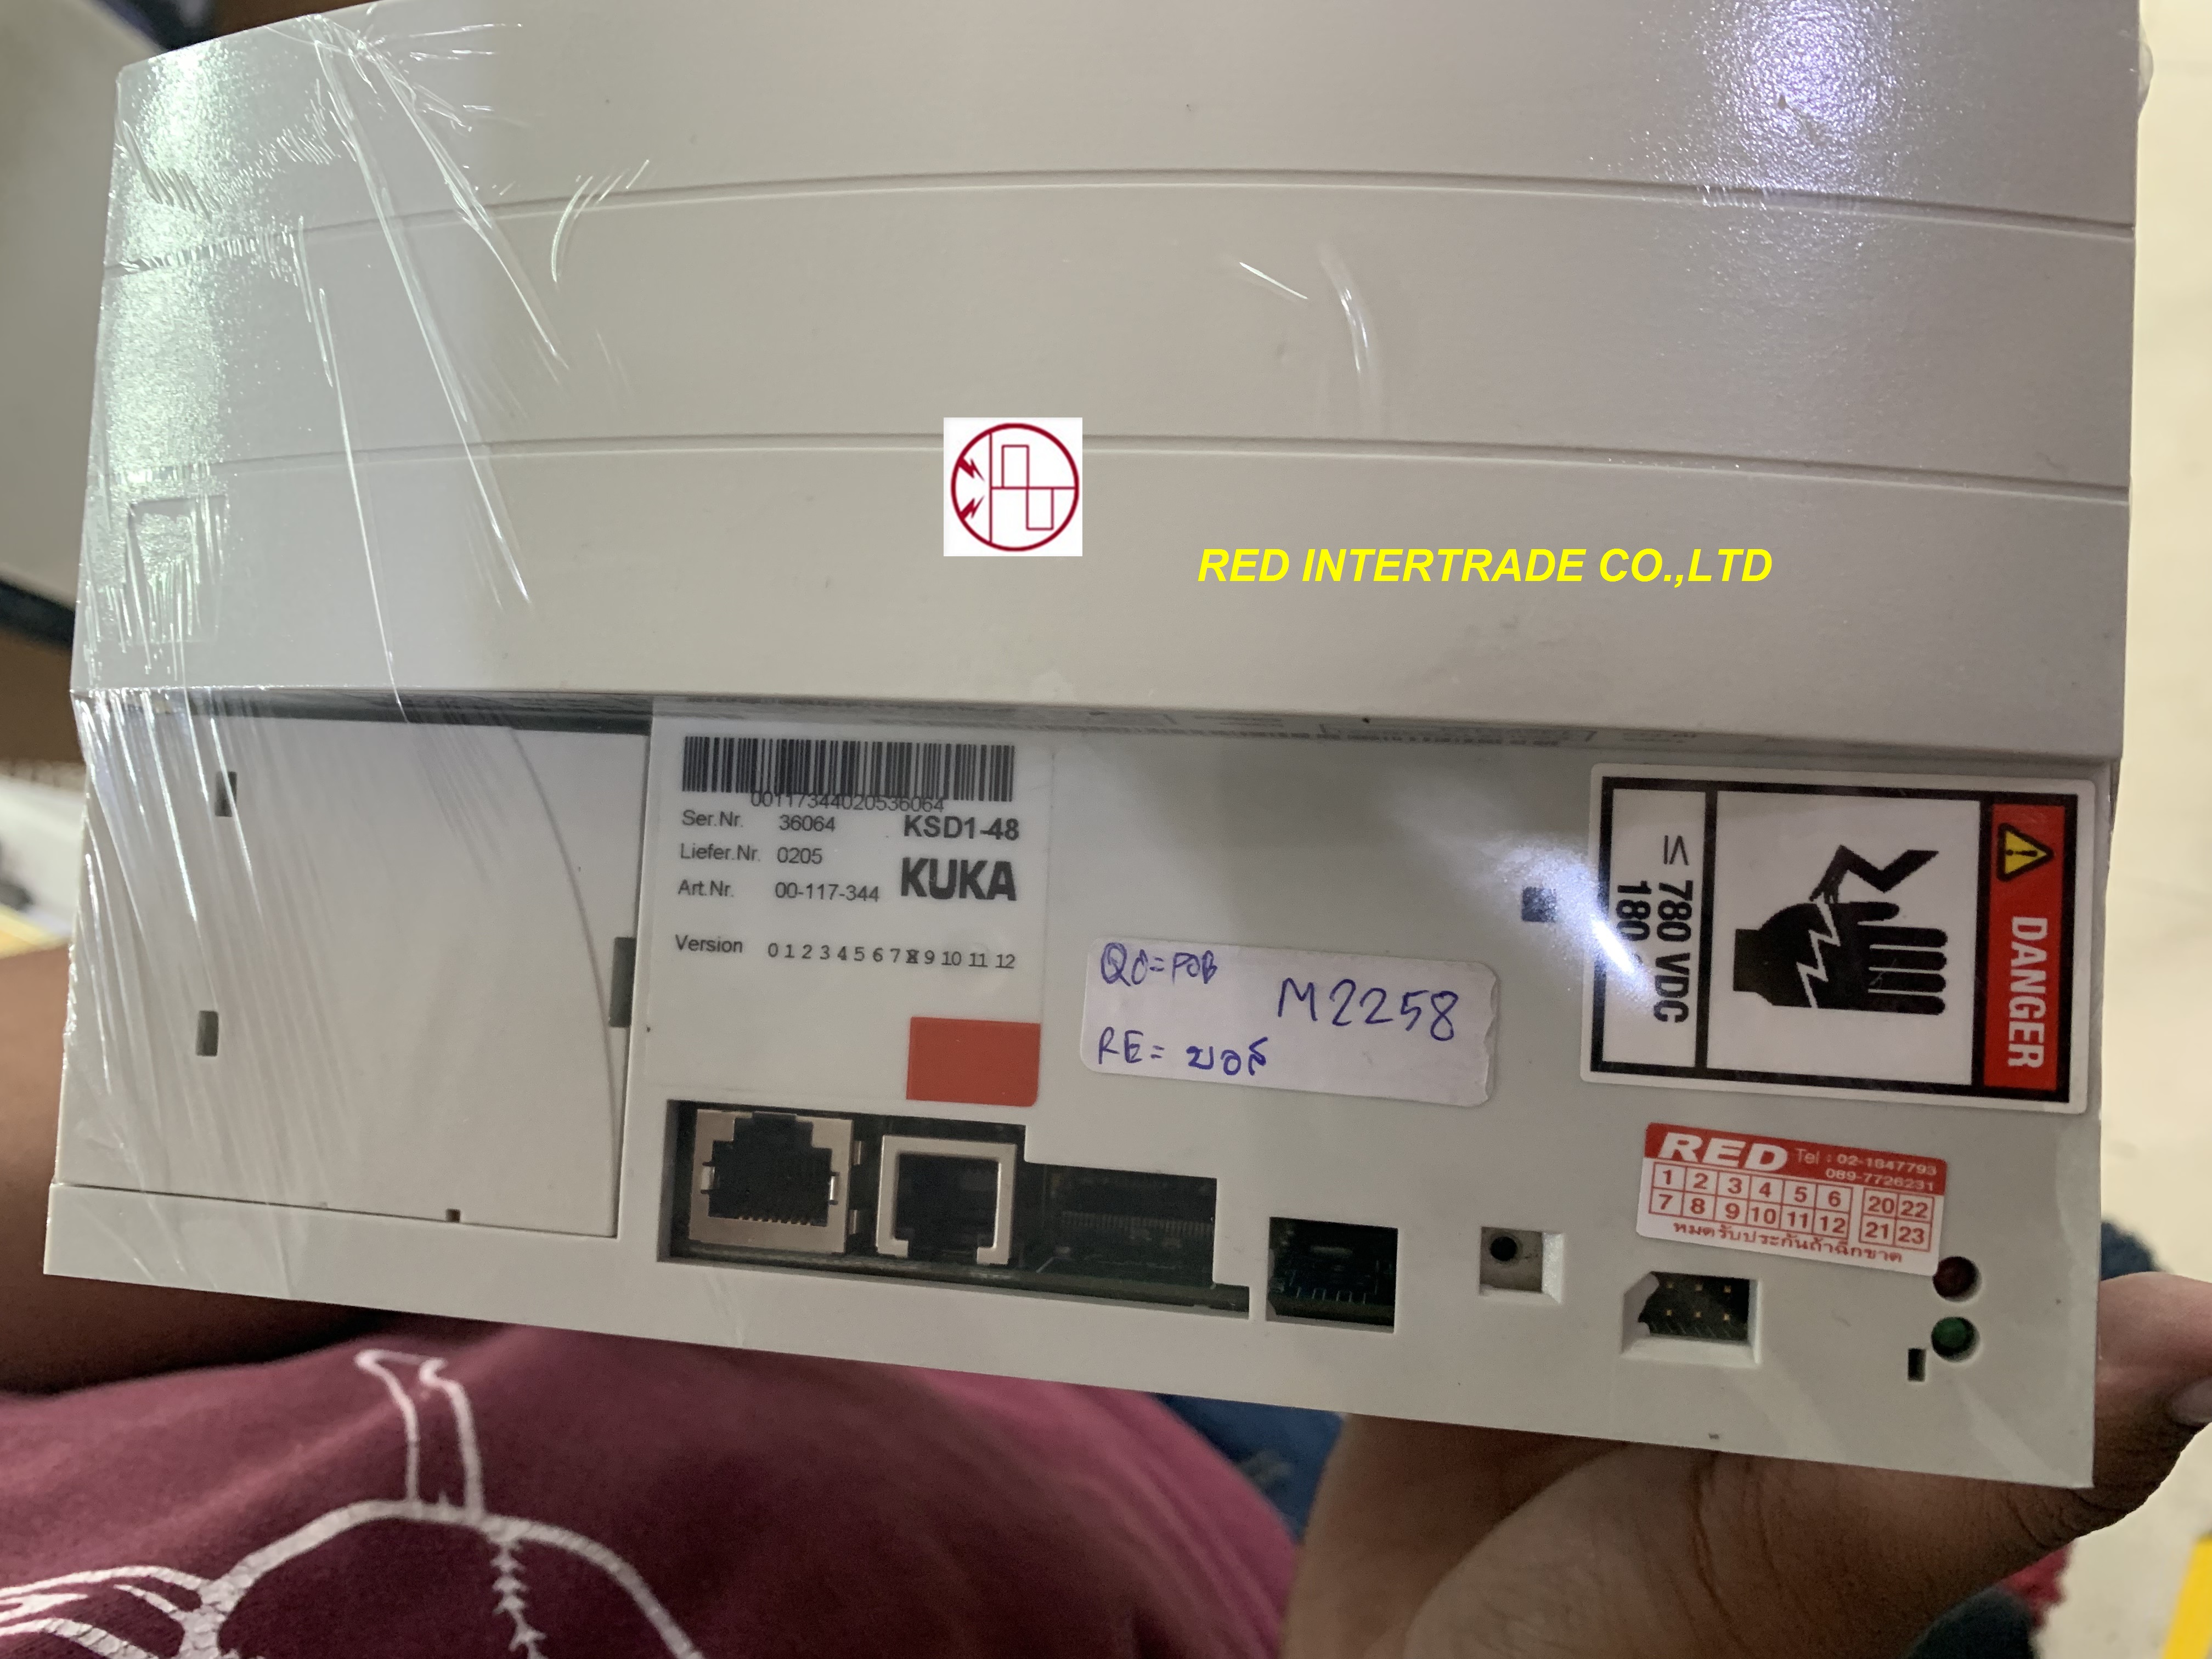 RED INTERTRADE CO.,LTD
00117344020536064
Ser.Nr. 36064 KSD1-48
Liefer.Nr. 0205
Art.Nr. 00-117-344 KUKA
Version 0 1 2 3 4 5 6 7 8 9 10 11 12
QC=POB
M2258
RE= บอส
DANGER
≤ 780 VDC
180
RED Tel : 02-1847793
089-7726231
1 2 3 4 5 6 20 22
7 8 9 10 11 12 21 23
หมดรับประกันถ้าฉีกขาด